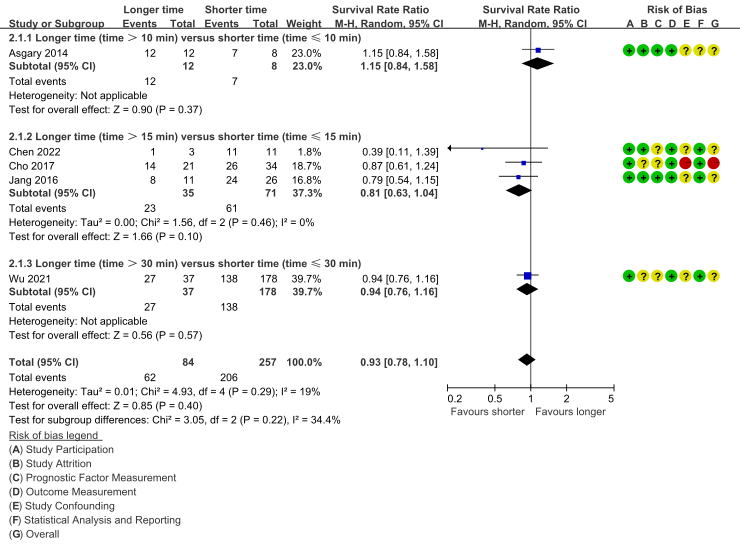 Longer time Shorter time Survival Rate Ratio Survival Rate Ratio Risk of Bias
Study or Subgroup Events Total Events Total Weight M-H, Random, 95% CI M-H, Random, 95% CI A B C D E F G
2.1.1 Longer time (time > 10 min) versus shorter time (time ≤ 10 min)
Asgary 2014 12 12 7 8 23.0% 1.15 [0.84, 1.58] + + + + ? ? ?
Subtotal (95% CI) 12 8 23.0% 1.15 [0.84, 1.58]
Total events 12 7
Heterogeneity: Not applicable
Test for overall effect: Z = 0.90 (P = 0.37)
2.1.2 Longer time (time > 15 min) versus shorter time (time ≤ 15 min)
Chen 2022 1 3 11 11 1.8% 0.39 [0.11, 1.39] + + ? + ? ? ?
Cho 2017 14 21 26 34 18.7% 0.87 [0.61, 1.24] + ? ? + - + -
Jang 2016 8 11 24 26 16.8% 0.79 [0.54, 1.15] + + + + ? + ?
Subtotal (95% CI) 35 71 37.3% 0.81 [0.63, 1.04]
Total events 23 61
Heterogeneity: Tau² = 0.00; Chi² = 1.56, df = 2 (P = 0.46); I² = 0%
Test for overall effect: Z = 1.66 (P = 0.10)
2.1.3 Longer time (time > 30 min) versus shorter time (time ≤ 30 min)
Wu 2021 27 37 138 178 39.7% 0.94 [0.76, 1.16] + ? ? + ? + ?
Subtotal (95% CI) 37 178 39.7% 0.94 [0.76, 1.16]
Total events 27 138
Heterogeneity: Not applicable
Test for overall effect: Z = 0.56 (P = 0.57)
Total (95% CI) 84 257 100.0% 0.93 [0.78, 1.10]
Total events 62 206
Heterogeneity: Tau² = 0.01; Chi² = 4.93, df = 4 (P = 0.29); I² = 19%
Test for overall effect: Z = 0.85 (P = 0.40)
Test for subgroup differences: Chi² = 3.05, df = 2 (P = 0.22), I² = 34.4%
0.2 0.5 1 2 5
Favours shorter Favours longer
Risk of bias legend
(A) Study Participation
(B) Study Attrition
(C) Prognostic Factor Measurement
(D) Outcome Measurement
(E) Study Confounding
(F) Statistical Analysis and Reporting
(G) Overall